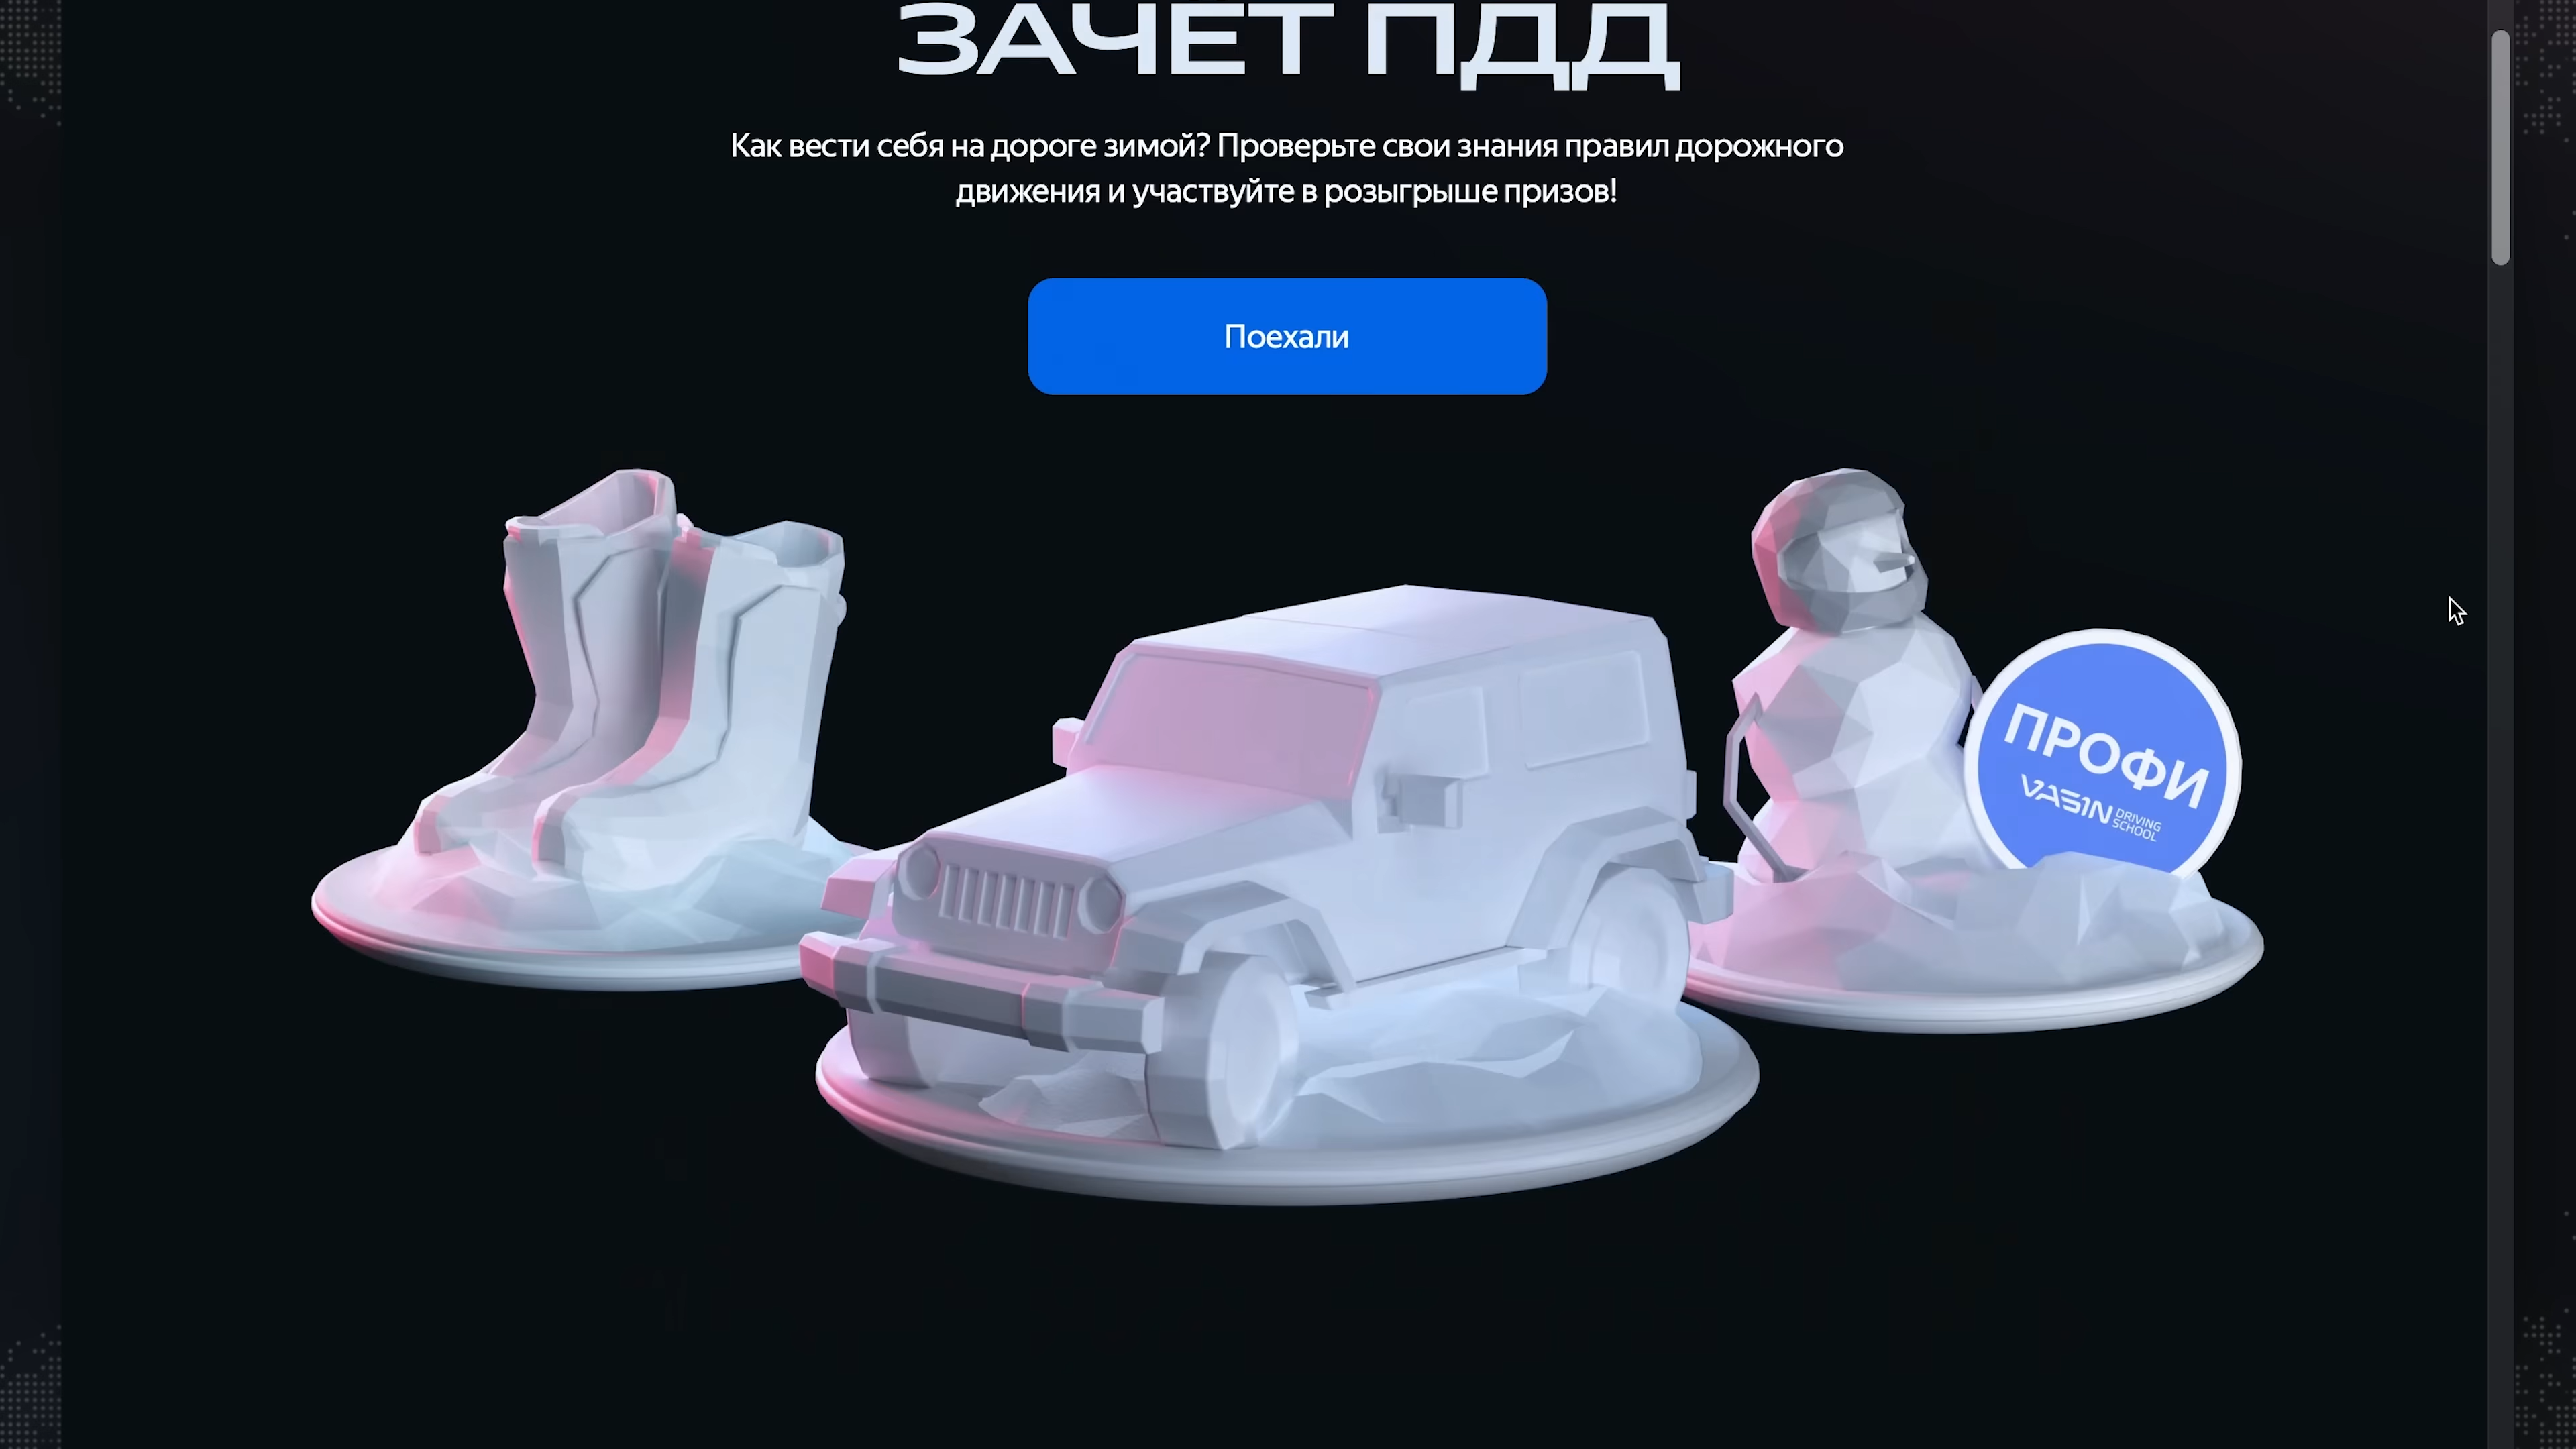 ЗАЧЕТ ПДД
Как вести себя на дороге зимой? Проверьте свои знания правил дорожного
движения и участвуйте в розыгрыше призов!
Поехали
ПРОФИ
VA51N DRIVING
SCHOOL